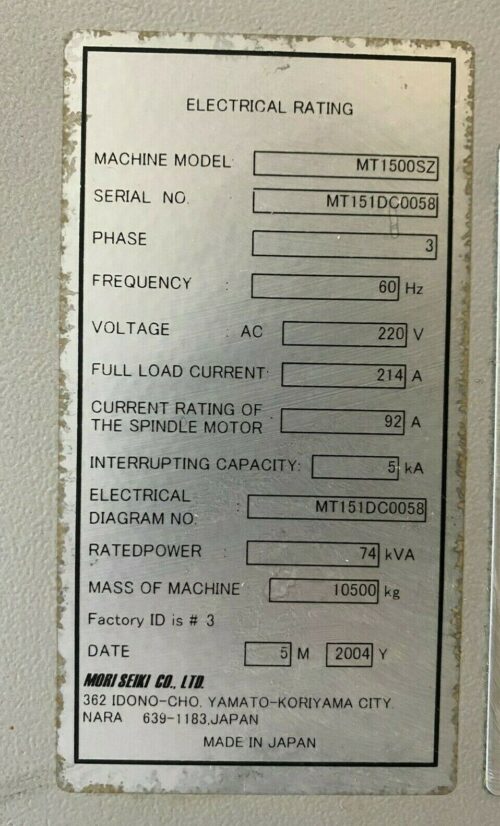 ELECTRICAL RATING
MACHINE MODEL MT1500SZ
SERIAL NO. MT151DC0058
PHASE 3
FREQUENCY : 60 Hz
VOLTAGE : AC 220 V
FULL LOAD CURRENT: 214 A
CURRENT RATING OF
THE SPINDLE MOTOR 92 A
INTERRUPTING CAPACITY: 5 kA
ELECTRICAL
DIAGRAM NO. : MT151DC0058
RATEDPOWER : 74 kVA
MASS OF MACHINE 10500 kg
Factory ID is # 3
DATE 5 M 2004 Y
MORI SEIKI CO., LTD.
362 IDONO-CHO, YAMATO-KORIYAMA CITY.
NARA 639-1183,JAPAN
MADE IN JAPAN